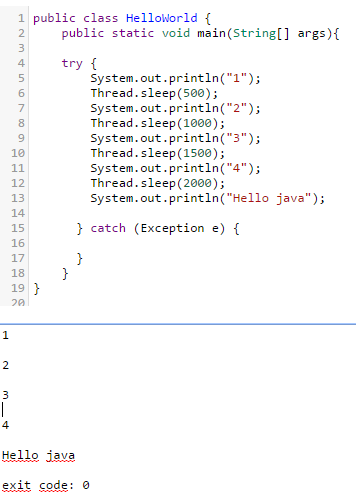 1 public class HelloWorld {
2 public static void main(String[] args){
3
4 try {
5 System.out.println("1");
6 Thread.sleep(500);
7 System.out.println("2");
8 Thread.sleep(1000);
9 System.out.println("3");
10 Thread.sleep(1500);
11 System.out.println("4");
12 Thread.sleep(2000);
13 System.out.println("Hello java");
14
15 } catch (Exception e) {
16
17 }
18 }
19 }
20
1
2
3
4
Hello java
exit code: 0